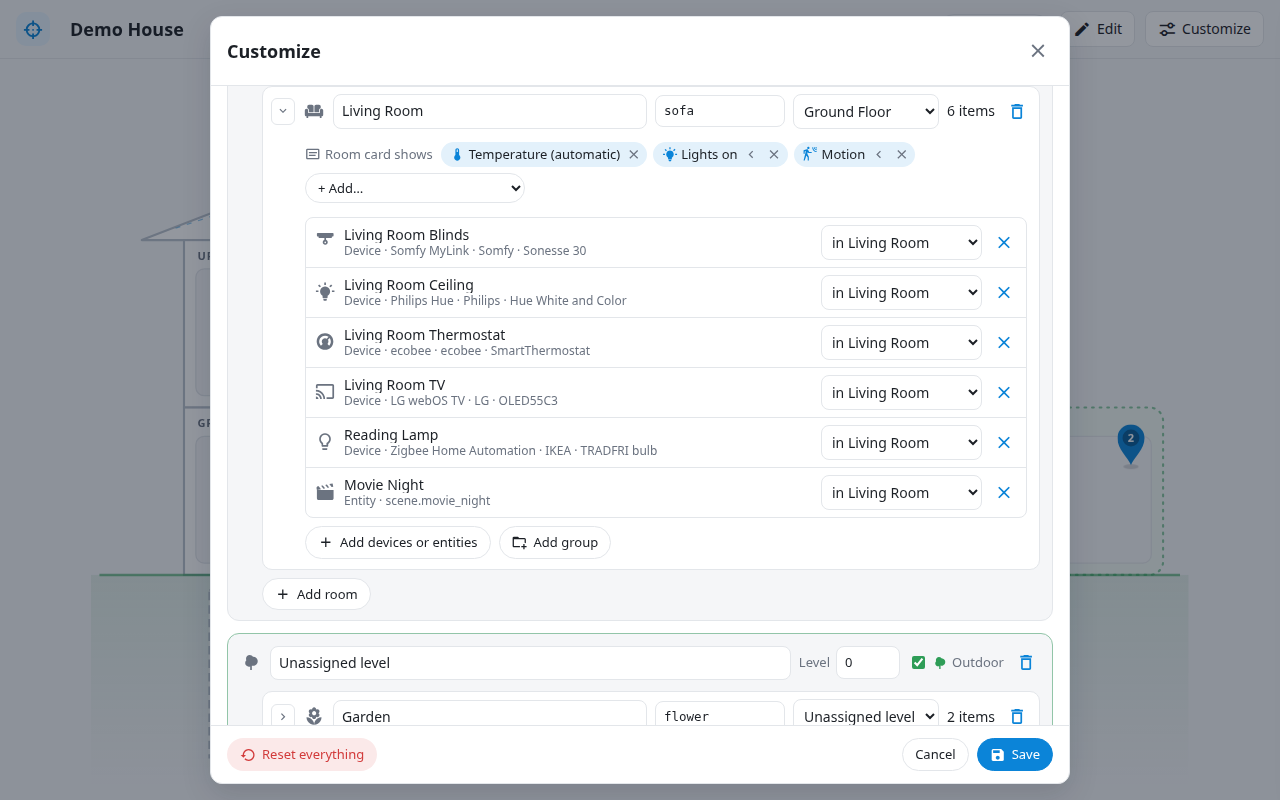 Demo House
Edit
Customize
Customize
Living Room
sofa
Ground Floor
6 items
Room card shows
Temperature (automatic)
Lights on
Motion
+ Add...
Living Room Blinds
in Living Room
Device · Somfy MyLink · Somfy · Sonesse 30
Living Room Ceiling
in Living Room
Device · Philips Hue · Philips · Hue White and Color
Living Room Thermostat
in Living Room
Device · ecobee · ecobee · SmartThermostat
Living Room TV
in Living Room
Device · LG webOS TV · LG · OLED55C3
Reading Lamp
in Living Room
Device · Zigbee Home Automation · IKEA · TRADFRI bulb
Movie Night
in Living Room
Entity · scene.movie_night
Add devices or entities
Add group
Add room
2
Unassigned level
Level
0
Outdoor
Garden
flower
Unassigned level
2 items
Reset everything
Cancel
Save